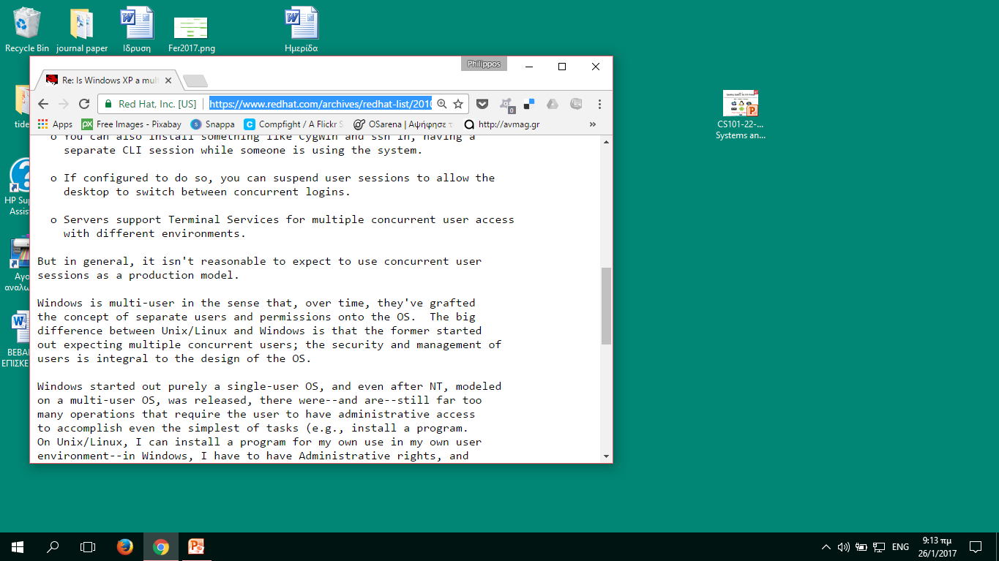 Recycle Bin
journal paper
Ιδρυση
Fer2017.png
Ημερίδα
Philippos
Re: Is Windows XP a mult
Red Hat, Inc. [US]
https://www.redhat.com/archives/redhat-list/2010
0
Apps
Free Images - Pixabay
Snappa
Compfight / A Flickr S
OSarena | Αψήφησε τ
http://avmag.gr
»
o You can also install something like CygWin and ssh in, having a
separate CLI session while someone is using the system.
o If configured to do so, you can suspend user sessions to allow the
desktop to switch between concurrent logins.
o Servers support Terminal Services for multiple concurrent user access
with different environments.
But in general, it isn't reasonable to expect to use concurrent user
sessions as a production model.
Windows is multi-user in the sense that, over time, they've grafted
the concept of separate users and permissions onto the OS.  The big
difference between Unix/Linux and Windows is that the former started
out expecting multiple concurrent users; the security and management of
users is integral to the design of the OS.
Windows started out purely a single-user OS, and even after NT, modeled
on a multi-user OS, was released, there were--and are--still far too
many operations that require the user to have administrative access
to accomplish even the simplest of tasks (e.g., install a program.
On Unix/Linux, I can install a program for my own use in my own user
environment--in Windows, I have to have Administrative rights, and
tide
HP Sup
Assist
Αγο
αναλω
ΒΕΒΑΙ
ΕΠΙΣΚΕ
CS101-22-...
Systems an...
ENG
9:13 πμ
26/1/2017